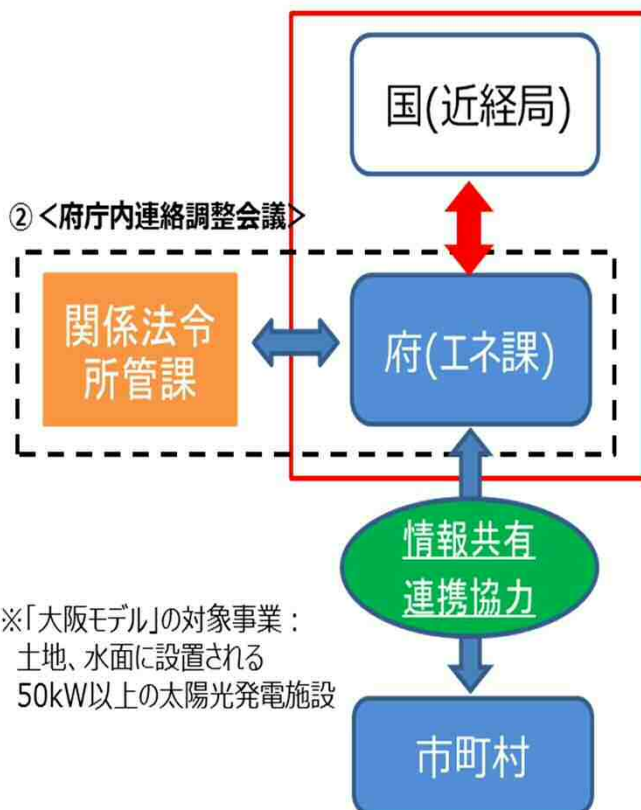 国(近経局)
②<府庁内連絡調整会議>
関係法令
所管課
府(エネ課)
情報共有
連携協力
※「大阪モデル」の対象事業：
土地、水面に設置される
50kW以上の太陽光発電施設
市町村